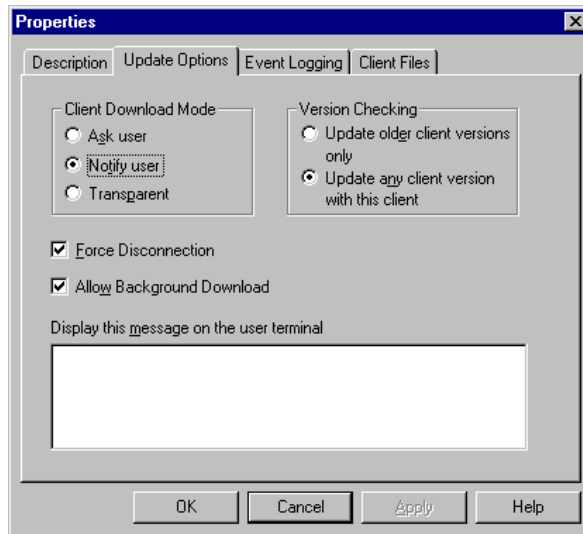 Properties
Description
Update Options
Event Logging
Client Files
Client Download Mode
Ask user
Notify user
Transparent
Version Checking
Update older client versions
only
Update any client version
with this client
Force Disconnection
Allow Background Download
Display this message on the user terminal
OK
Cancel
Apply
Help